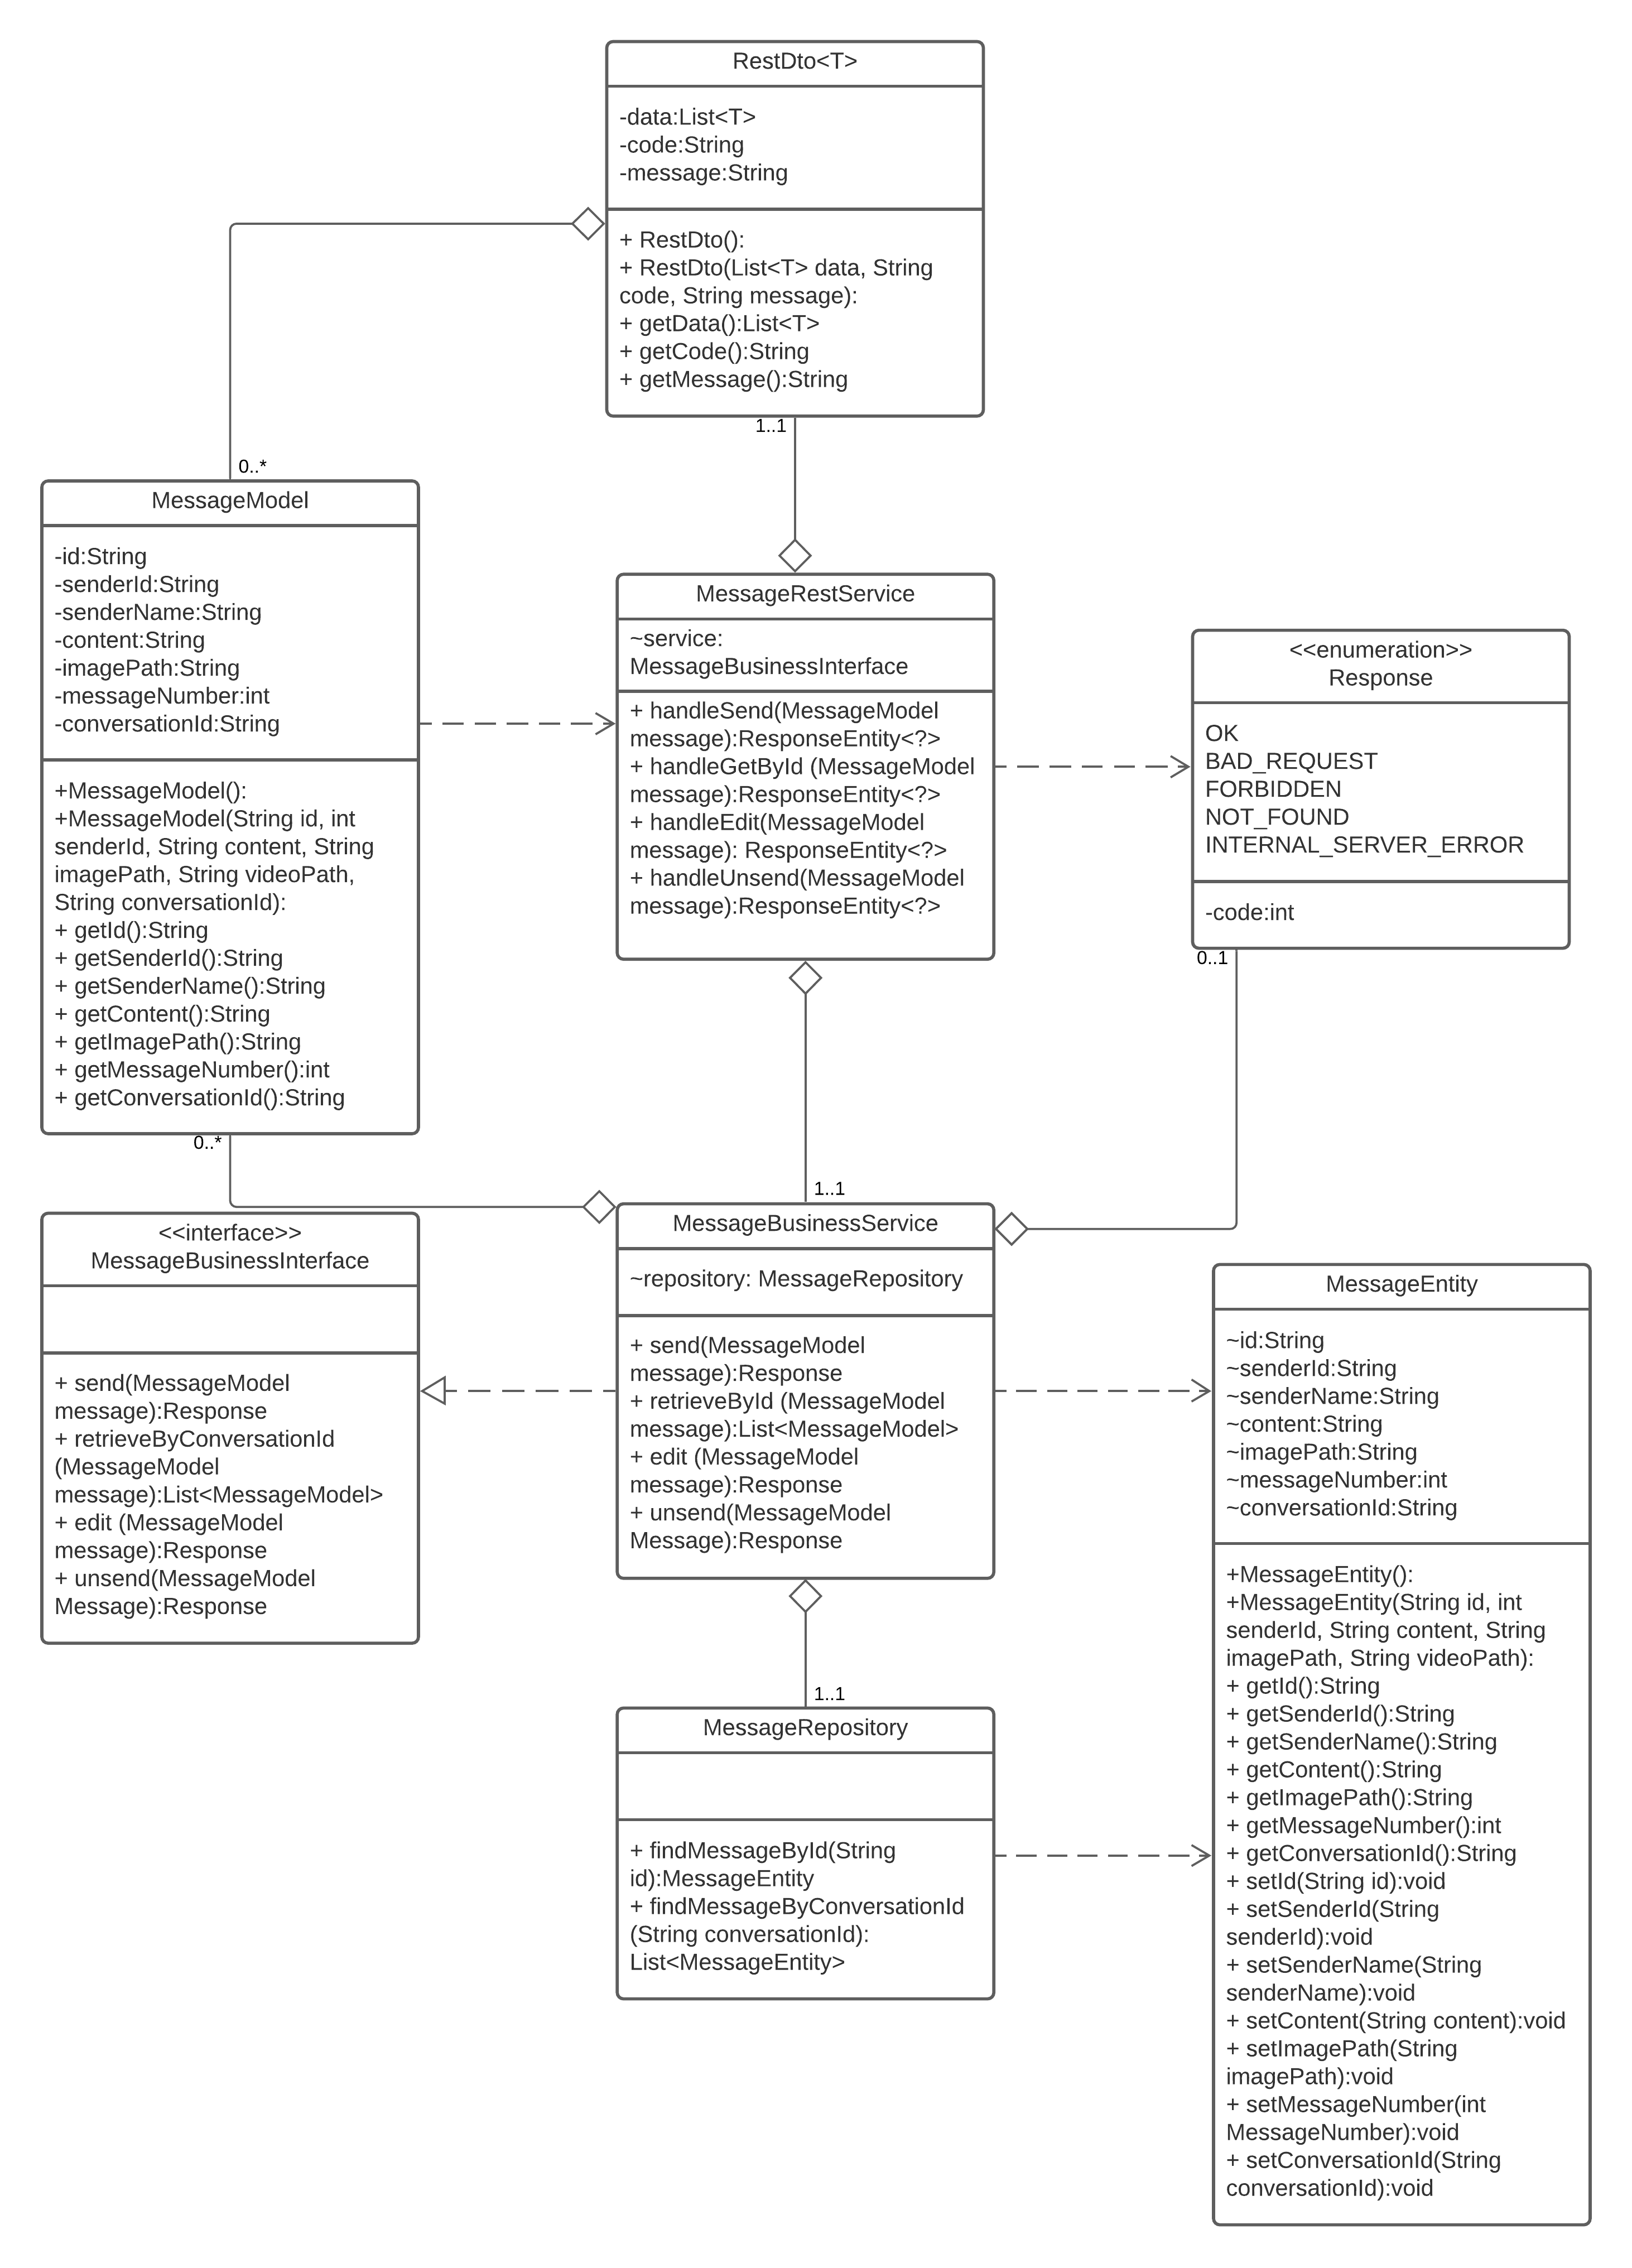 RestDto<T>
-data:List<T>
-code:String
-message:String
+ RestDto():
+ RestDto(List<T> data, String
code, String message):
+ getData():List<T>
+ getCode():String
+ getMessage():String
1..1
0..*
MessageModel
-id:String
-senderId:String
-senderName:String
-content:String
-imagePath:String
-messageNumber:int
-conversationId:String
+MessageModel():
+MessageModel(String id, int
senderId, String content, String
imagePath, String videoPath,
String conversationId):
+ getId():String
+ getSenderId():String
+ getSenderName():String
+ getContent():String
+ getImagePath():String
+ getMessageNumber():int
+ getConversationId():String
0..*
MessageRestService
~service:
MessageBusinessInterface
+ handleSend(MessageModel
message):ResponseEntity<?>
+ handleGetById (MessageModel
message):ResponseEntity<?>
+ handleEdit(MessageModel
message): ResponseEntity<?>
+ handleUnsend(MessageModel
message):ResponseEntity<?>
<<enumeration>>
Response
OK
BAD_REQUEST
FORBIDDEN
NOT_FOUND
INTERNAL_SERVER_ERROR
-code:int
0..1
1..1
<<interface>>
MessageBusinessInterface
+ send(MessageModel
message):Response
+ retrieveByConversationId
(MessageModel
message):List<MessageModel>
+ edit (MessageModel
message):Response
+ unsend(MessageModel
Message):Response
MessageBusinessService
~repository: MessageRepository
+ send(MessageModel
message):Response
+ retrieveById (MessageModel
message):List<MessageModel>
+ edit (MessageModel
message):Response
+ unsend(MessageModel
Message):Response
1..1
MessageRepository
+ findMessageById(String
id):MessageEntity
+ findMessageByConversationId
(String conversationId):
List<MessageEntity>
MessageEntity
~id:String
~senderId:String
~senderName:String
~content:String
~imagePath:String
~messageNumber:int
~conversationId:String
+MessageEntity():
+MessageEntity(String id, int
senderId, String content, String
imagePath, String videoPath):
+ getId():String
+ getSenderId():String
+ getSenderName():String
+ getContent():String
+ getImagePath():String
+ getMessageNumber():int
+ getConversationId():String
+ setId(String id):void
+ setSenderId(String
senderId):void
+ setSenderName(String
senderName):void
+ setContent(String content):void
+ setImagePath(String
imagePath):void
+ setMessageNumber(int
MessageNumber):void
+ setConversationId(String
conversationId):void